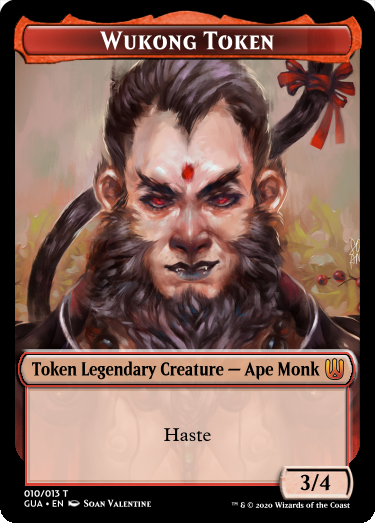 Wukong Token
Token Legendary Creature — Ape Monk
Haste
3/4
010/013 T
GUA • EN Soan Valentine
™ & © 2020 Wizards of the Coast